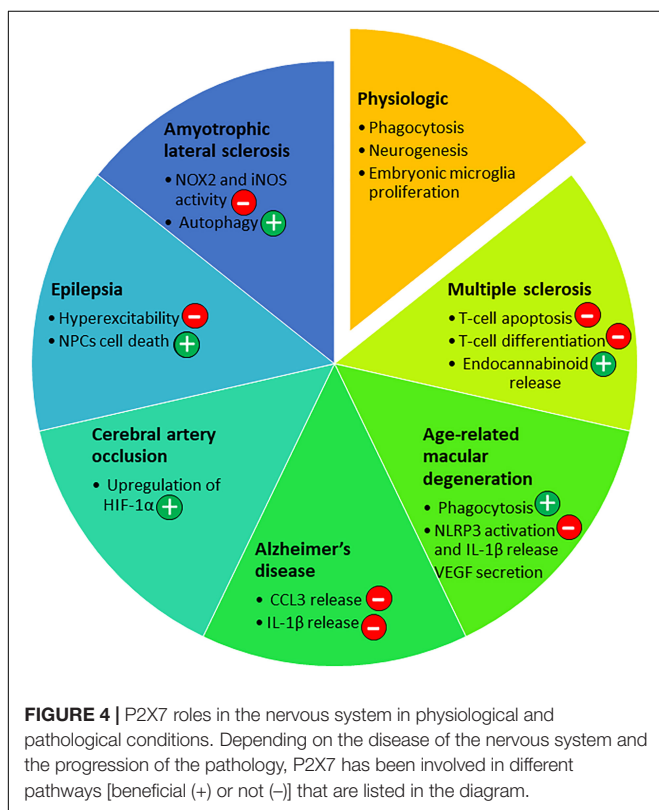 Physiologic
• Phagocytosis
• Neurogenesis
• Embryonic microglia
proliferation
Multiple sclerosis
• T-cell apoptosis −
• T-cell differentiation −
• Endocannabinoid +
release
Age-related
macular
degeneration
• Phagocytosis +
• NLRP3 activation −
and IL-1β release
VEGF secretion
Alzheimer's
disease
• CCL3 release −
• IL-1β release −
Cerebral artery
occlusion
• Upregulation of
HIF-1α +
Epilepsia
• Hyperexcitability −
• NPCs cell death +
Amyotrophic
lateral sclerosis
• NOX2 and iNOS
activity −
• Autophagy +
FIGURE 4 | P2X7 roles in the nervous system in physiological and
pathological conditions. Depending on the disease of the nervous system and
the progression of the pathology, P2X7 has been involved in different
pathways [beneficial (+) or not (–)] that are listed in the diagram.